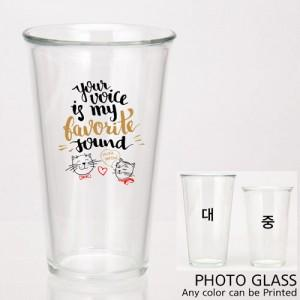 your
voice
is my
favorite
sound
대
중
PHOTO GLASS
Any color can be Printed